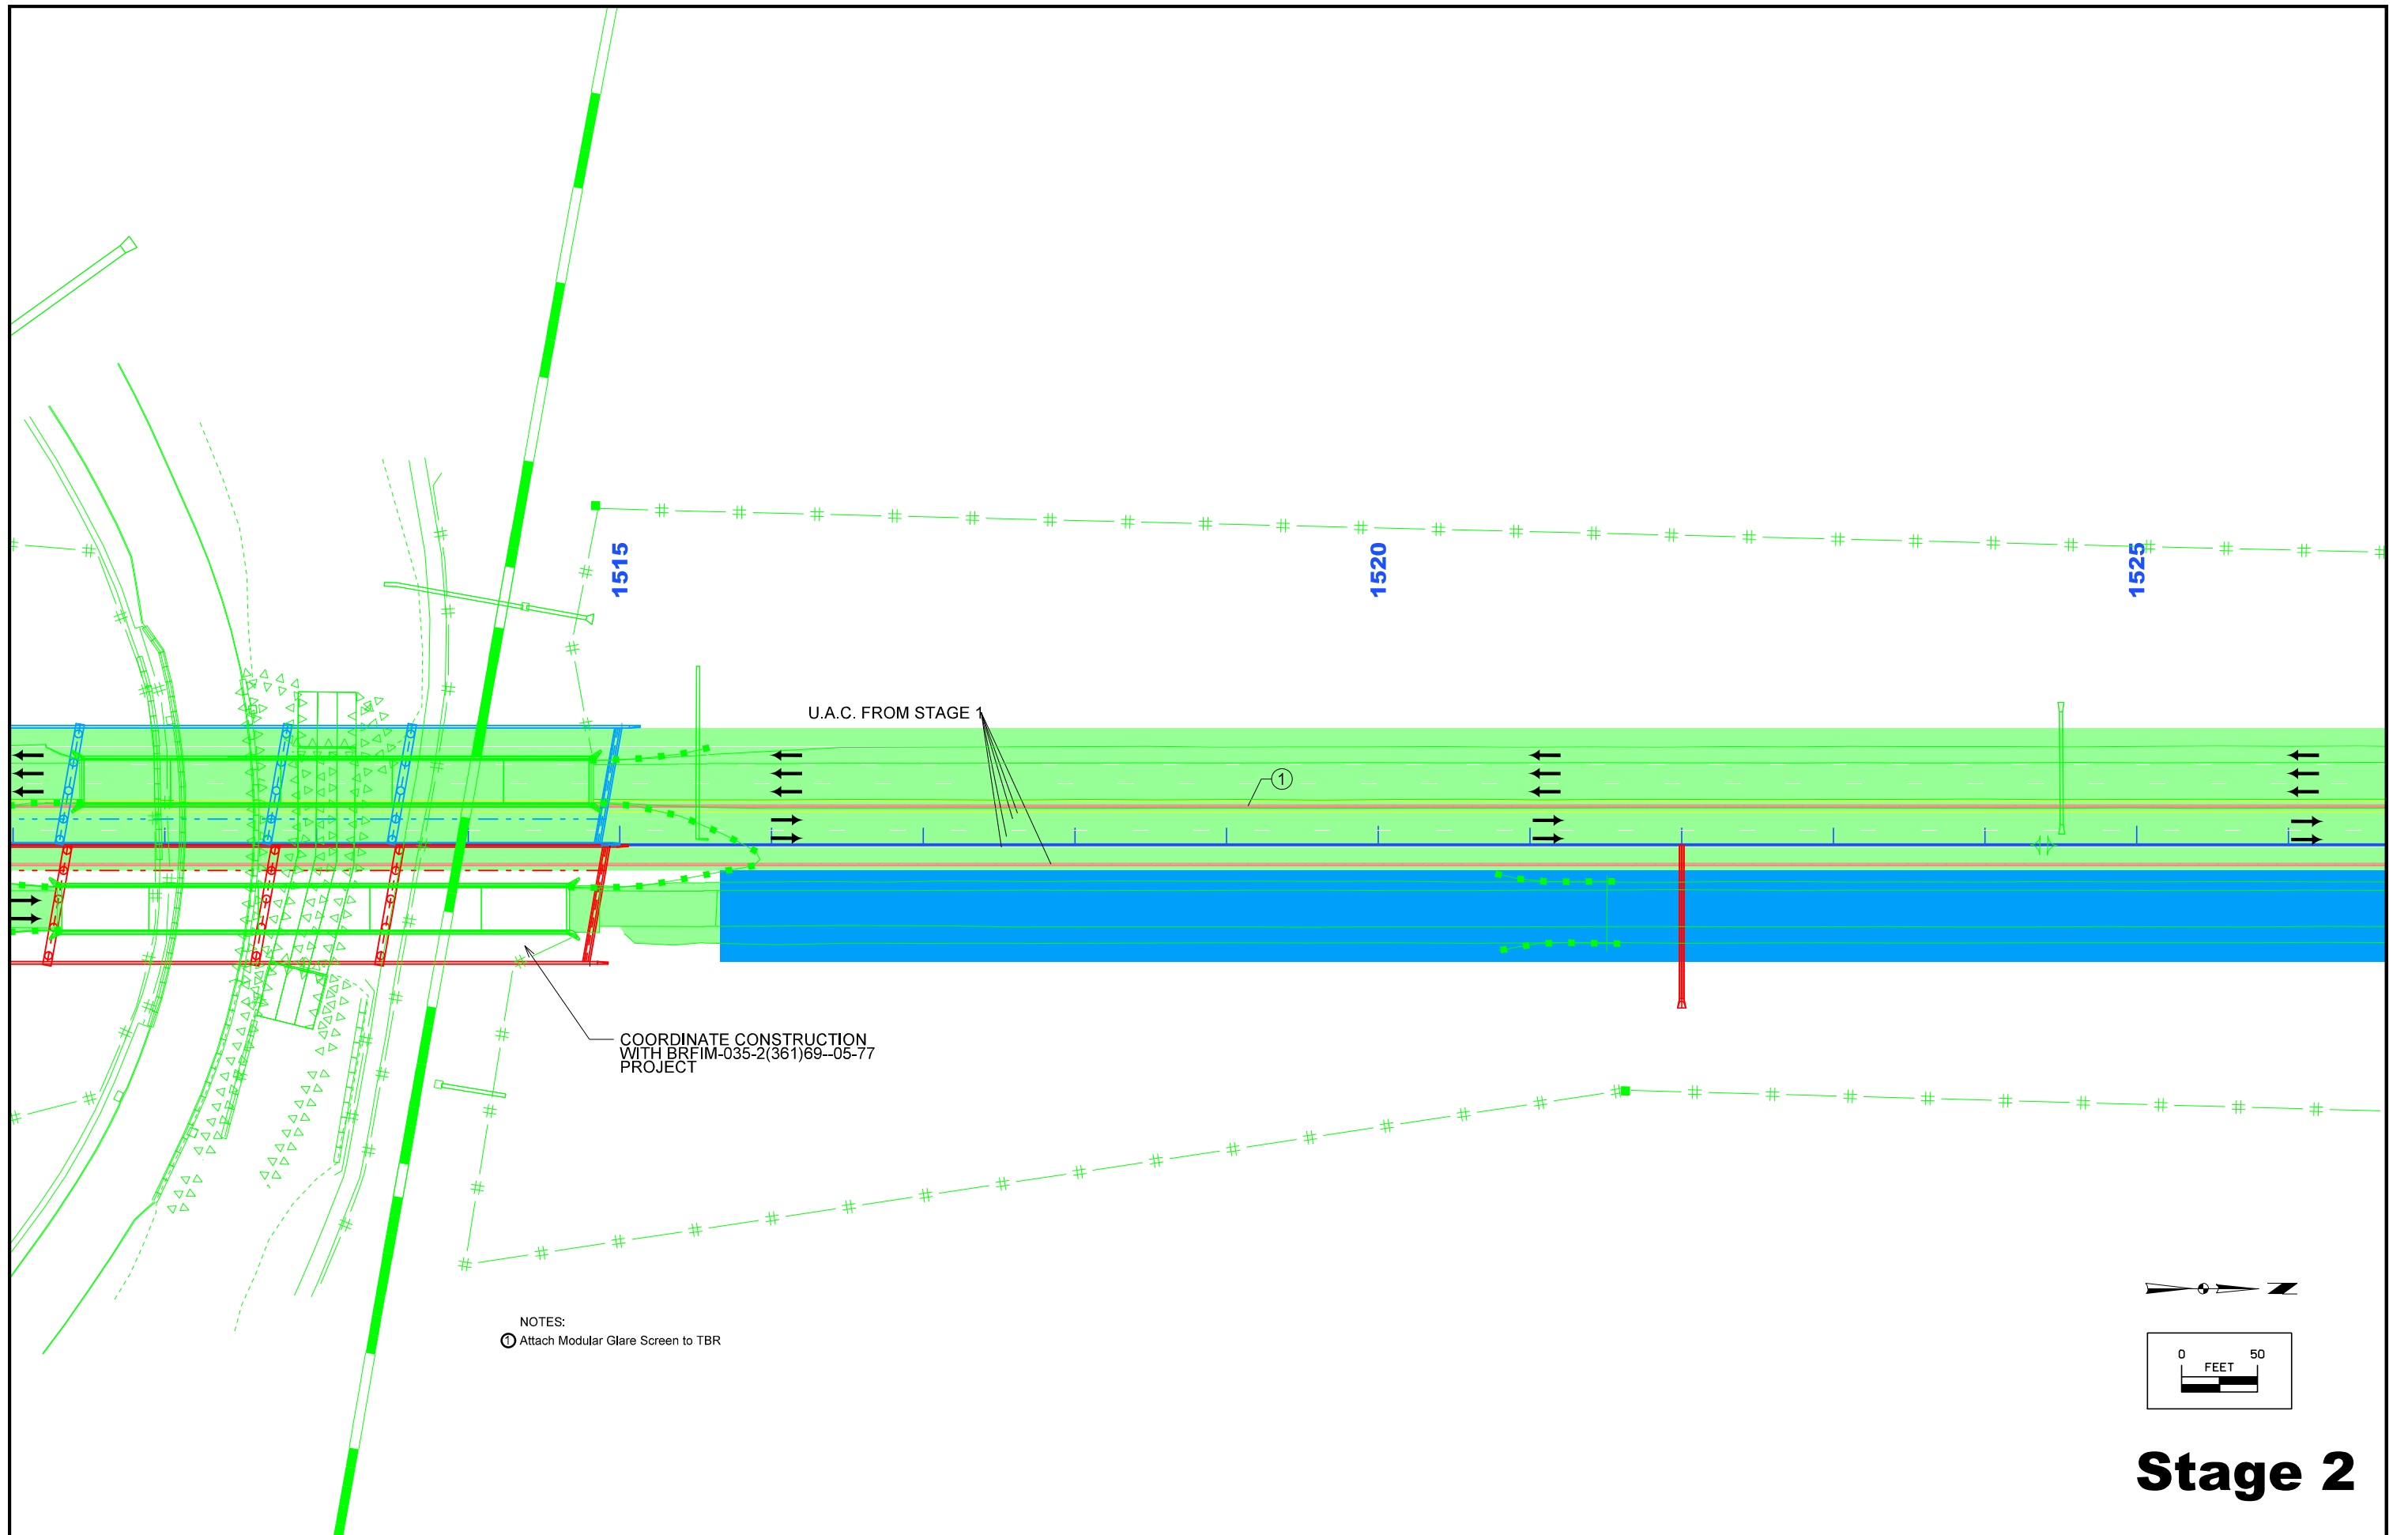 1515
1520
1525
U.A.C. FROM STAGE 1
1
COORDINATE CONSTRUCTION
WITH BRFIM-035-2(361)69--05-77
PROJECT
NOTES:
1 Attach Modular Glare Screen to TBR
N
0 50
FEET
Stage 2